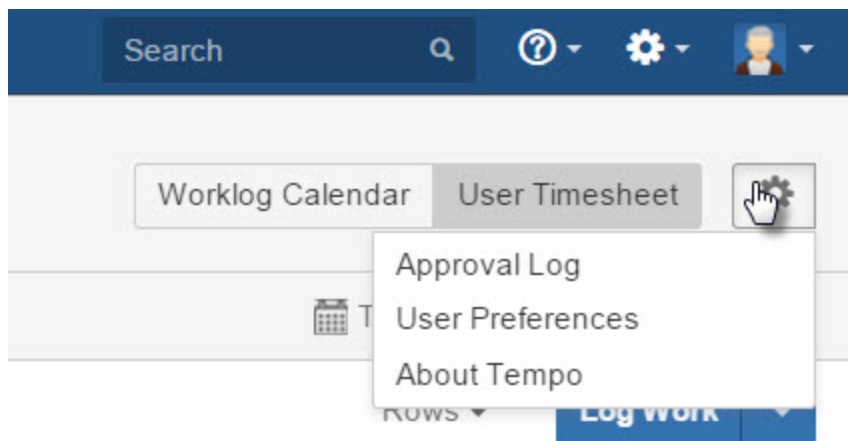 Search
Worklog Calendar User Timesheet
Approval Log
User Preferences
About Tempo
Rows
Log Work